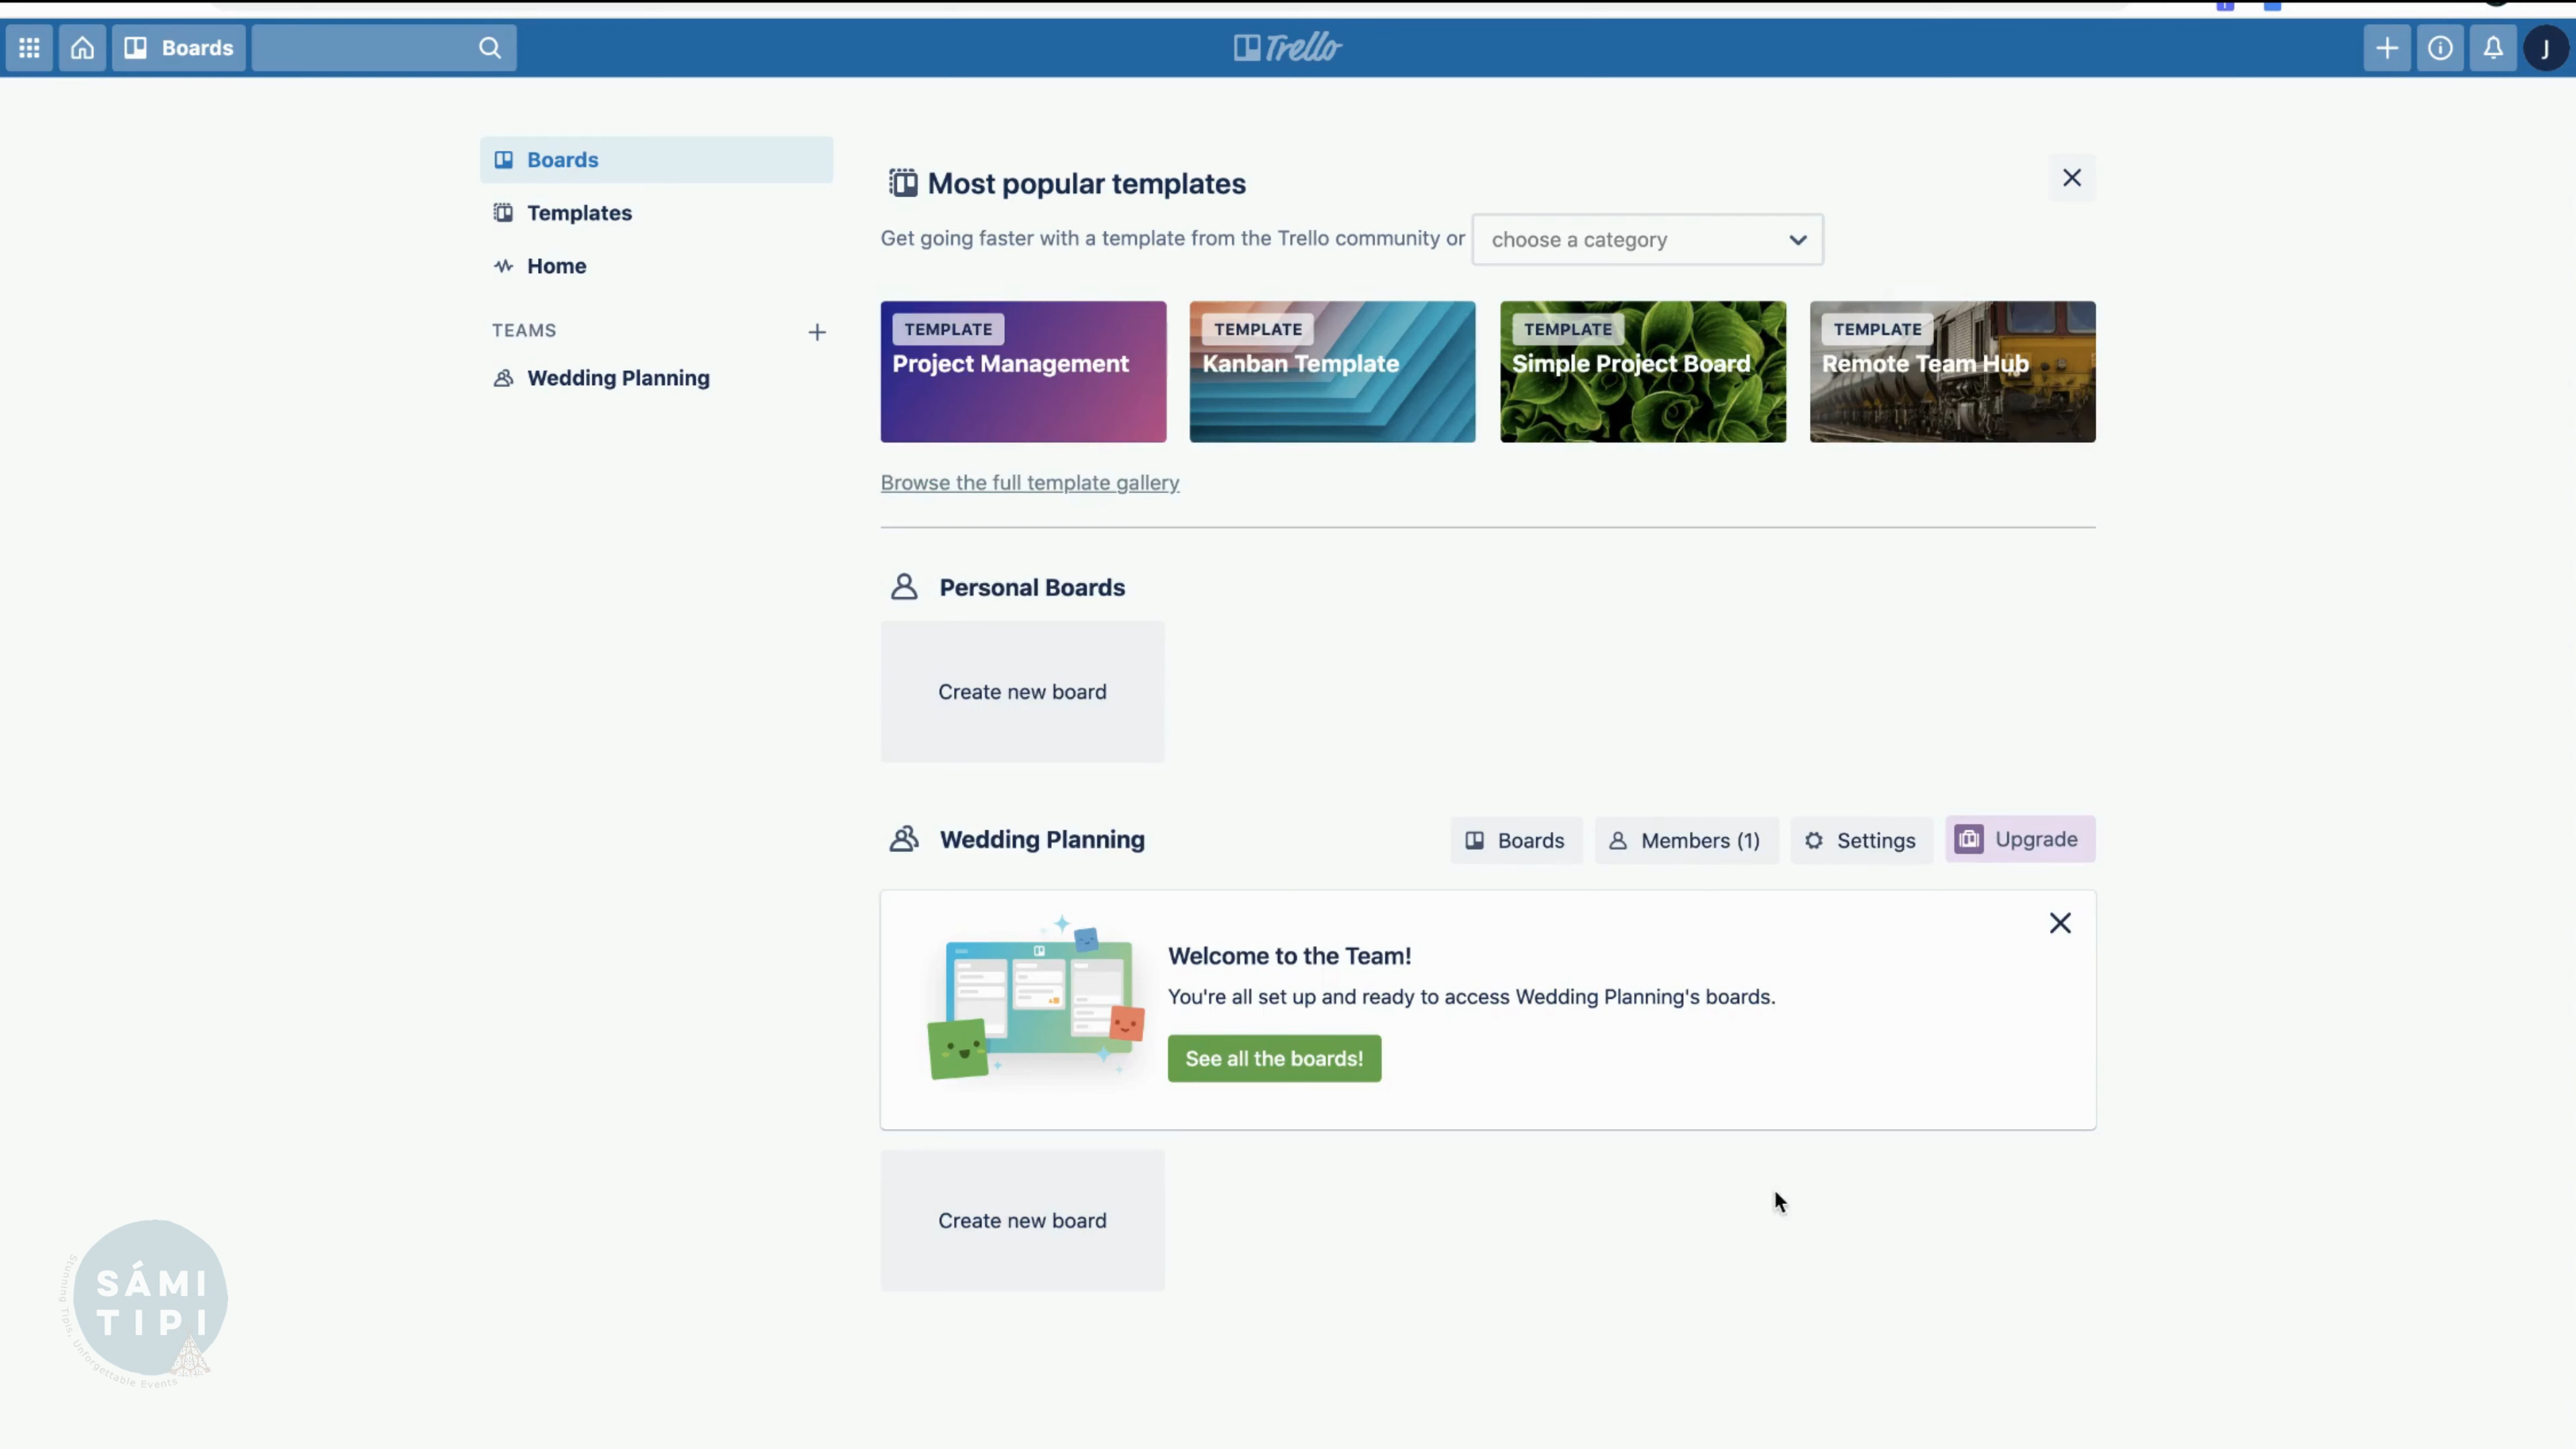 Boards
Trello
J
Boards
Templates
Home
TEAMS
Wedding Planning
Most popular templates
Get going faster with a template from the Trello community or choose a category
TEMPLATE
Project Management
TEMPLATE
Kanban Template
TEMPLATE
Simple Project Board
TEMPLATE
Remote Team Hub
Browse the full template gallery
Personal Boards
Create new board
Wedding Planning
Boards
Members (1)
Settings
Upgrade
Welcome to the Team!
You're all set up and ready to access Wedding Planning's boards.
See all the boards!
Create new board
SÁMI
TIPI
Stunning Tipis, Unforgettable Events